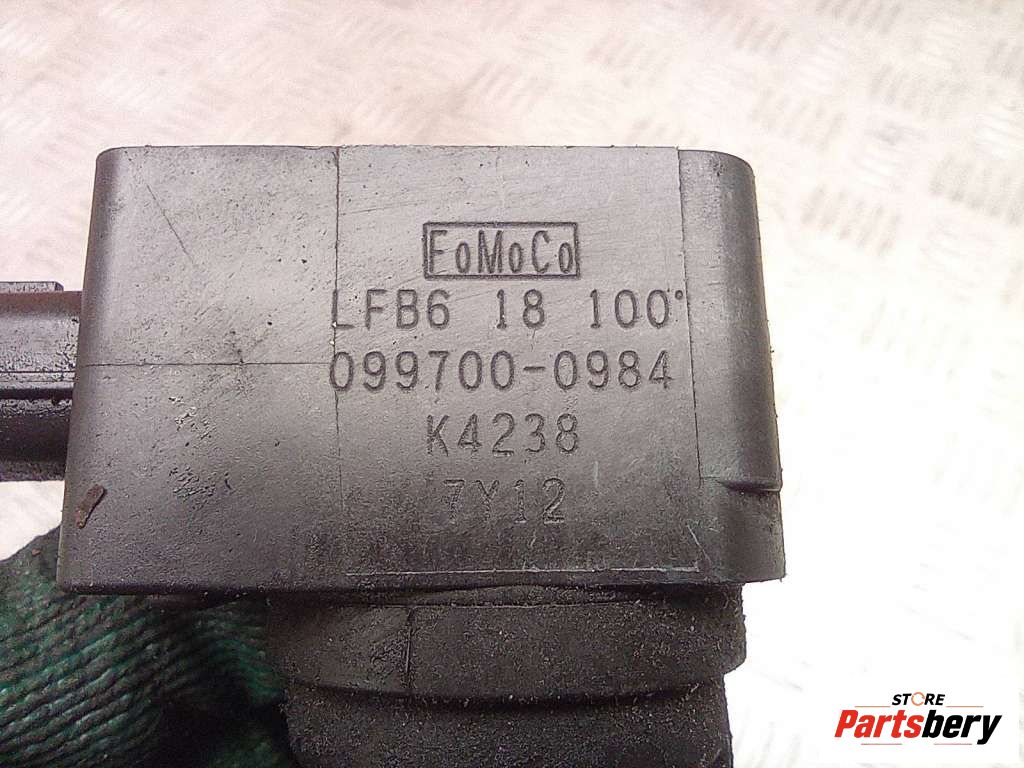 FoMoCo
LFB6 18 100°
099700-0984
K4238
7Y12
STORE
Partsbery